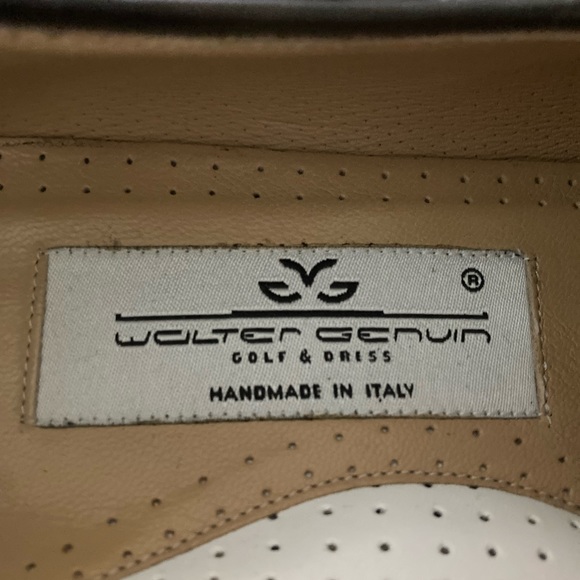 ®
WALTER GENUIN
GOLF & DRESS
HANDMADE IN ITALY